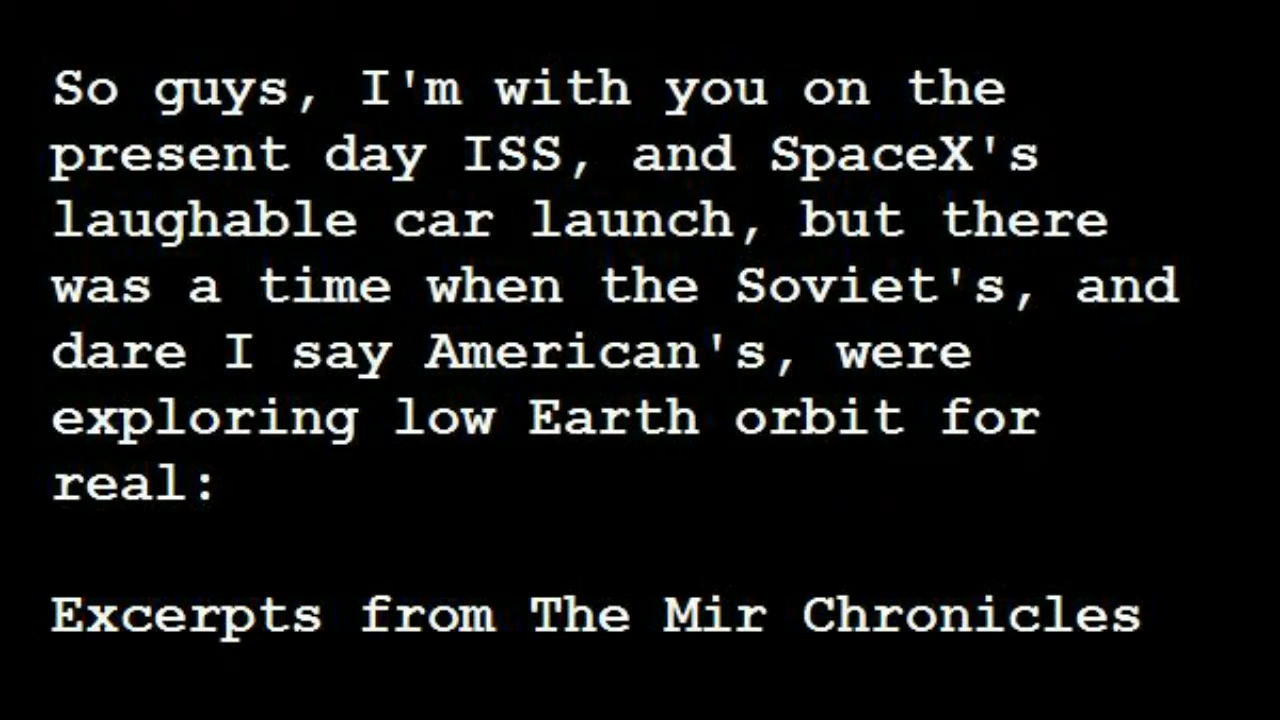 So guys, I'm with you on the
present day ISS, and SpaceX's
laughable car launch, but there
was a time when the Soviet's, and
dare I say American's, were
exploring low Earth orbit for
real:
Excerpts from The Mir Chronicles